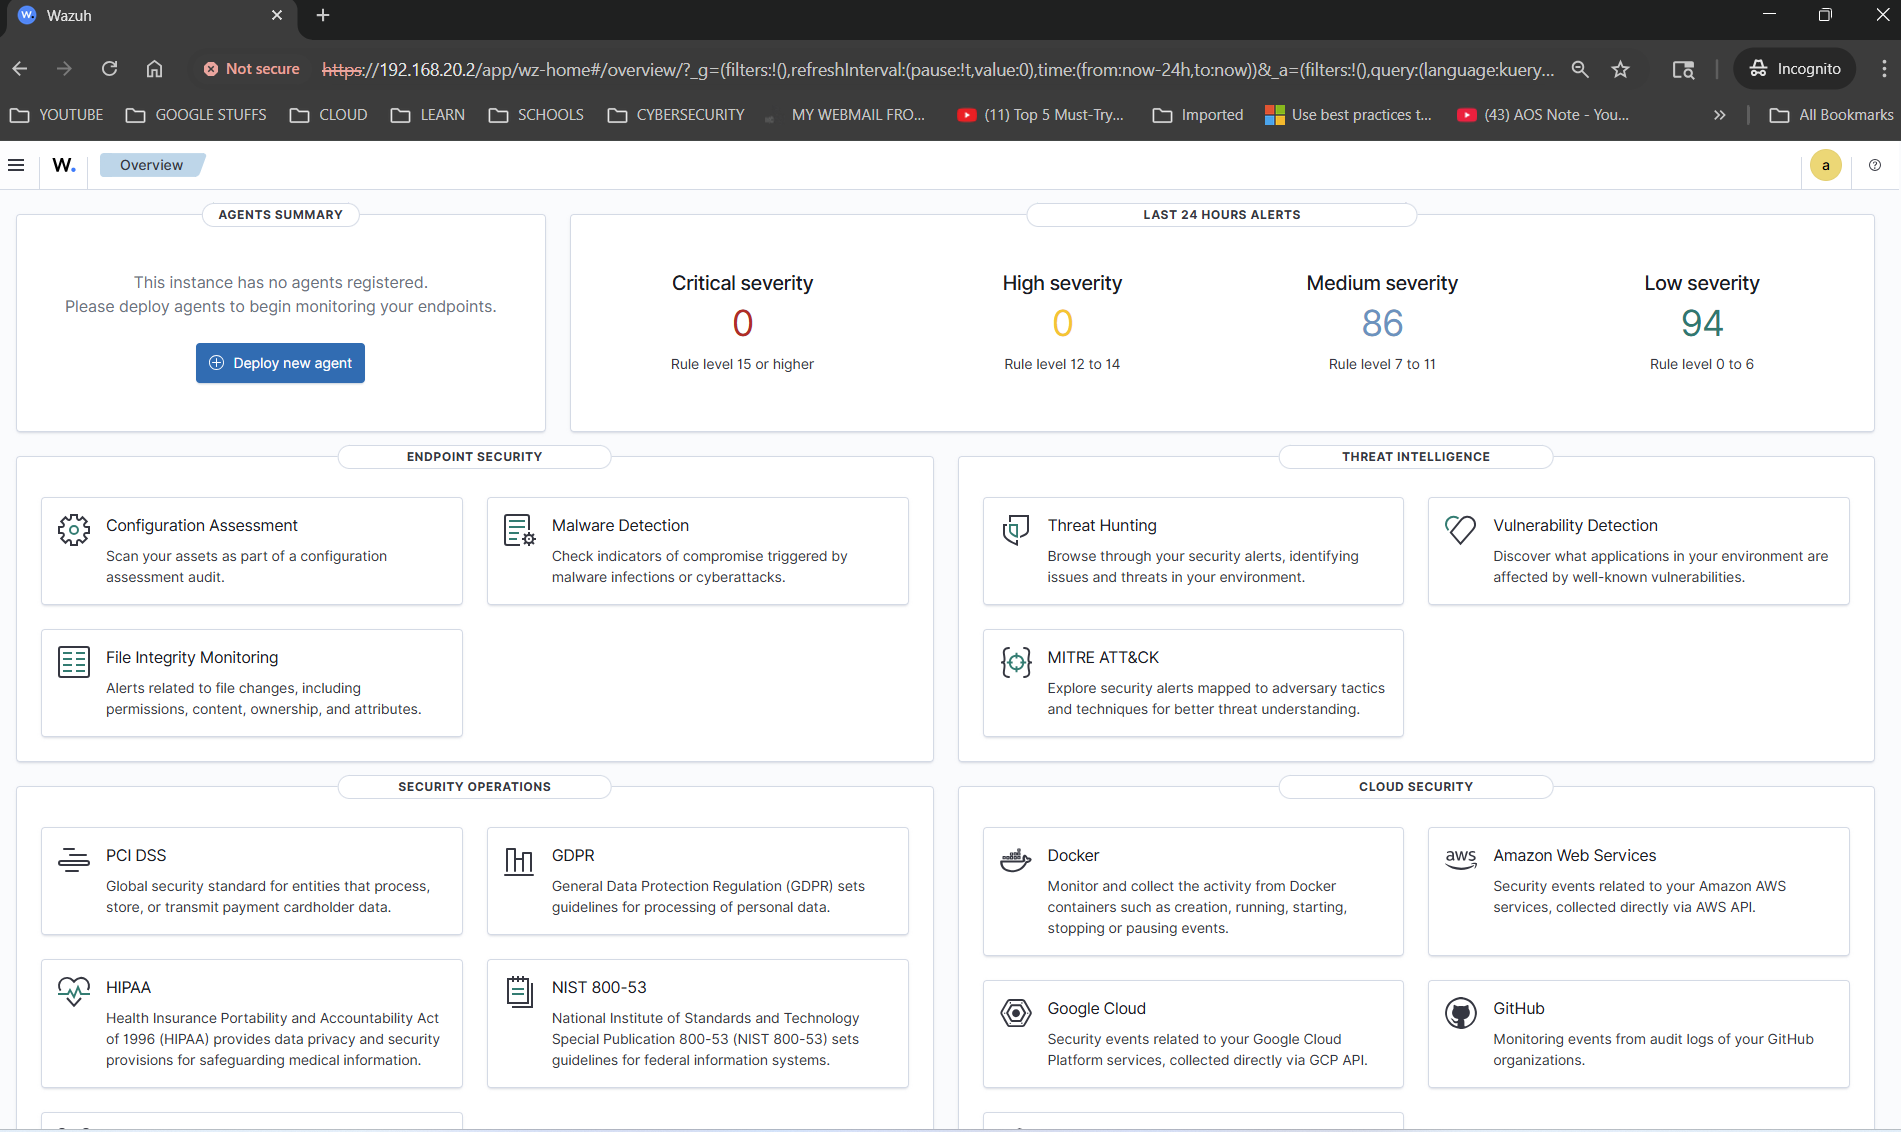 Wazuh
Not secure
https://192.168.20.2/app/wz-home#/overview/?_g=(filters:!(),refreshInterval:(pause:!t,value:0),time:(from:now-24h,to:now))&_a=(filters:!(),query:(language:kuery...
Incognito
YOUTUBE
GOOGLE STUFFS
CLOUD
LEARN
SCHOOLS
CYBERSECURITY
MY WEBMAIL FRO...
(11) Top 5 Must-Try...
Imported
Use best practices t...
(43) AOS Note - You...
All Bookmarks
W.
Overview
a
AGENTS SUMMARY
This instance has no agents registered.
Please deploy agents to begin monitoring your endpoints.
Deploy new agent
LAST 24 HOURS ALERTS
Critical severity
0
Rule level 15 or higher
High severity
0
Rule level 12 to 14
Medium severity
86
Rule level 7 to 11
Low severity
94
Rule level 0 to 6
ENDPOINT SECURITY
Configuration Assessment
Scan your assets as part of a configuration
assessment audit.
Malware Detection
Check indicators of compromise triggered by
malware infections or cyberattacks.
File Integrity Monitoring
Alerts related to file changes, including
permissions, content, ownership, and attributes.
THREAT INTELLIGENCE
Threat Hunting
Browse through your security alerts, identifying
issues and threats in your environment.
Vulnerability Detection
Discover what applications in your environment are
affected by well-known vulnerabilities.
MITRE ATT&CK
Explore security alerts mapped to adversary tactics
and techniques for better threat understanding.
SECURITY OPERATIONS
PCI DSS
Global security standard for entities that process,
store, or transmit payment cardholder data.
GDPR
General Data Protection Regulation (GDPR) sets
guidelines for processing of personal data.
HIPAA
Health Insurance Portability and Accountability Act
of 1996 (HIPAA) provides data privacy and security
provisions for safeguarding medical information.
NIST 800-53
National Institute of Standards and Technology
Special Publication 800-53 (NIST 800-53) sets
guidelines for federal information systems.
CLOUD SECURITY
Docker
Monitor and collect the activity from Docker
containers such as creation, running, starting,
stopping or pausing events.
aws
Amazon Web Services
Security events related to your Amazon AWS
services, collected directly via AWS API.
Google Cloud
Security events related to your Google Cloud
Platform services, collected directly via GCP API.
GitHub
Monitoring events from audit logs of your GitHub
organizations.